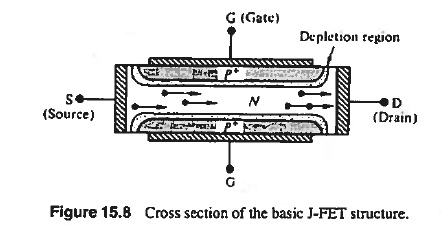 G (Gate)
Depletion region
P+
S
(Source)
N
D
(Drain)
P+
G
Figure 15.8 Cross section of the basic J-FET structure.